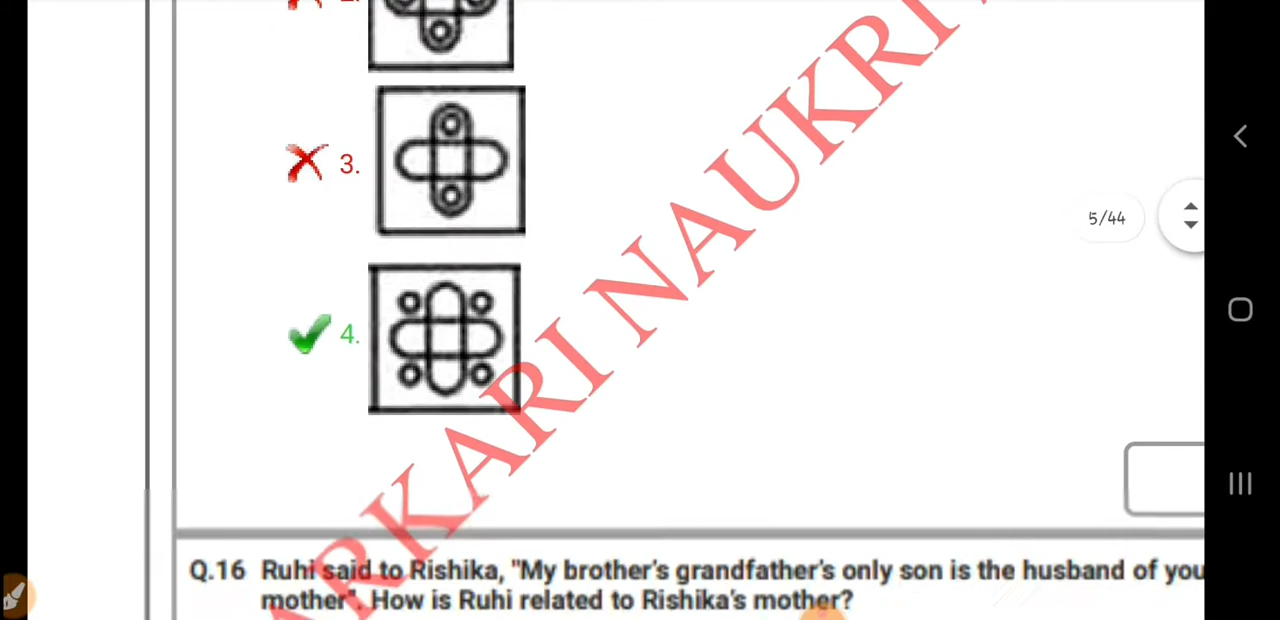 3.
5/44
4.
ARKARI NAUKRI
Q.16 Ruhi said to Rishika, "My brother's grandfather's only son is the husband of you
mother". How is Ruhi related to Rishika's mother?